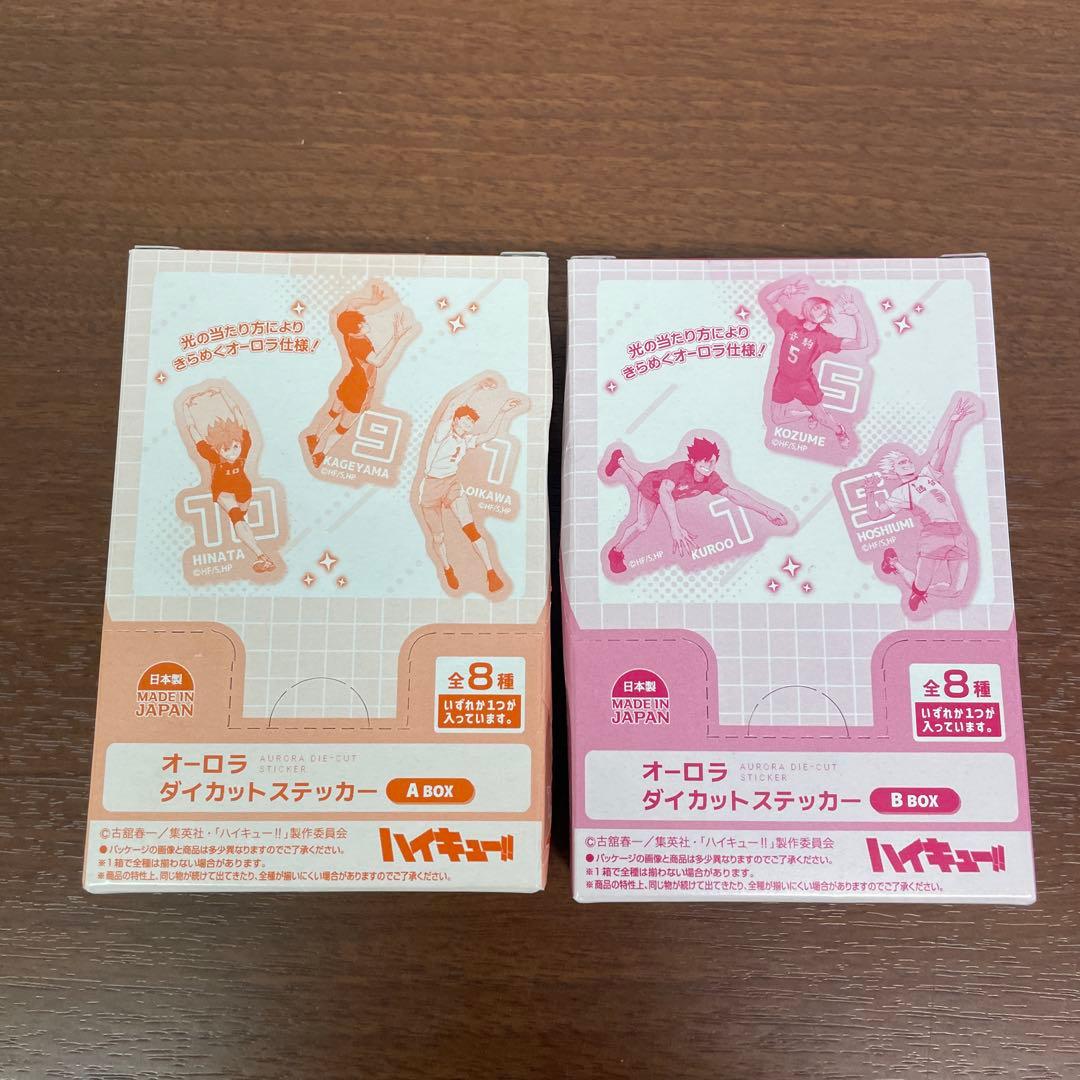 光の当たり方により
きらめくオーロラ仕様！
9
KAGEYAMA
©HF/S,HP
1
1
OIKAWA
©HF/S,HP
10
10
HINATA
©HF/S,HP
日本製
MADE IN
JAPAN
全8種
いずれか1つが
入っています。
オーロラ
AURORA DIE-CUT
STICKER
ダイカットステッカー
A BOX
©古舘春一／集英社・「ハイキュー!!」製作委員会
●パッケージの画像と商品は多少異なりますのでご了承ください。
※1箱で全種は揃わない場合があります。
※商品の特性上、同じ物が続けて出てきたり、全種が揃いにくい場合がありますのでご了承ください。
ハイキュー!!
光の当たり方により
きらめくオーロラ仕様！
音駒
5
5
KOZUME
©HF/S,HP
1
KUROO
©HF/S,HP
5
HOSHIUMI
©HF/S,HP
日本製
MADE IN
JAPAN
全8種
いずれか1つが
入っています。
オーロラ
AURORA DIE-CUT
STICKER
ダイカットステッカー
B BOX
©古舘春一／集英社・「ハイキュー!!」製作委員会
●パッケージの画像と商品は多少異なりますのでご了承ください。
※1箱で全種は揃わない場合があります。
※商品の特性上、同じ物が続けて出てきたり、全種が揃いにくい場合がありますのでご了承ください。
ハイキュー!!